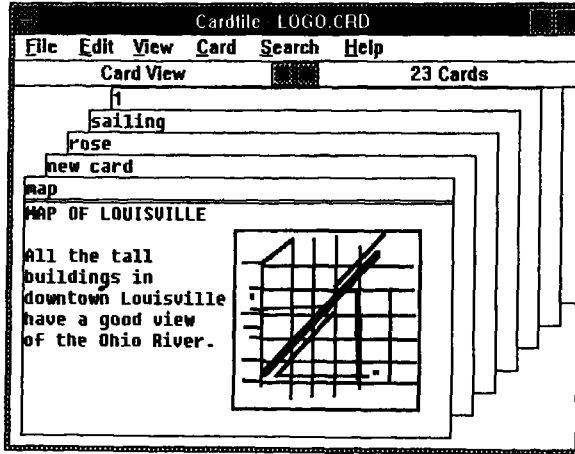 Cardfile - LOGO.CRD
File Edit View Card Search Help
Card View 23 Cards
1
sailing
rose
new card
map
MAP OF LOUISVILLE
All the tall
buildings in
downtown Louisville
have a good view
of the Ohio River.